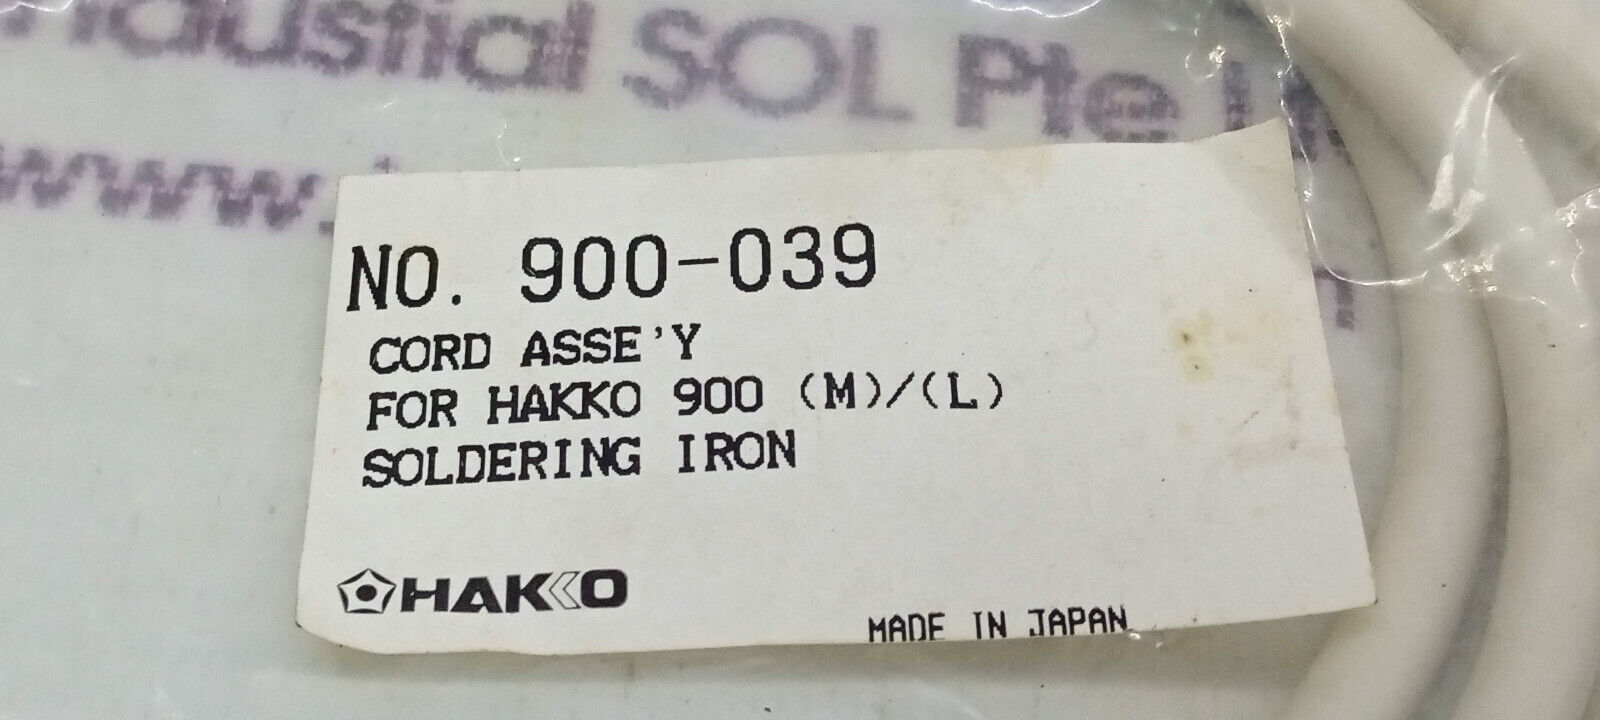 SOL Pte
www.
NO. 900-039
CORD ASSE'Y
FOR HAKKO 900 (M)/(L)
SOLDERING IRON
HAKKO
MADE IN JAPAN